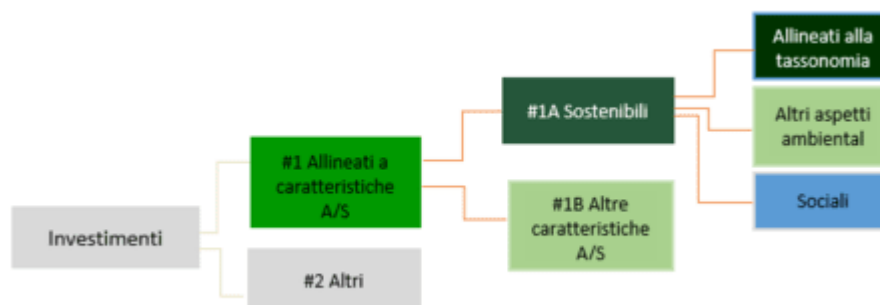 Investimenti
#1 Allineati a
caratteristiche
A/S
#2 Altri
#1A Sostenibili
#1B Altre
caratteristiche
A/S
Allineati alla
tassonomia
Altri aspetti
ambiental
Sociali